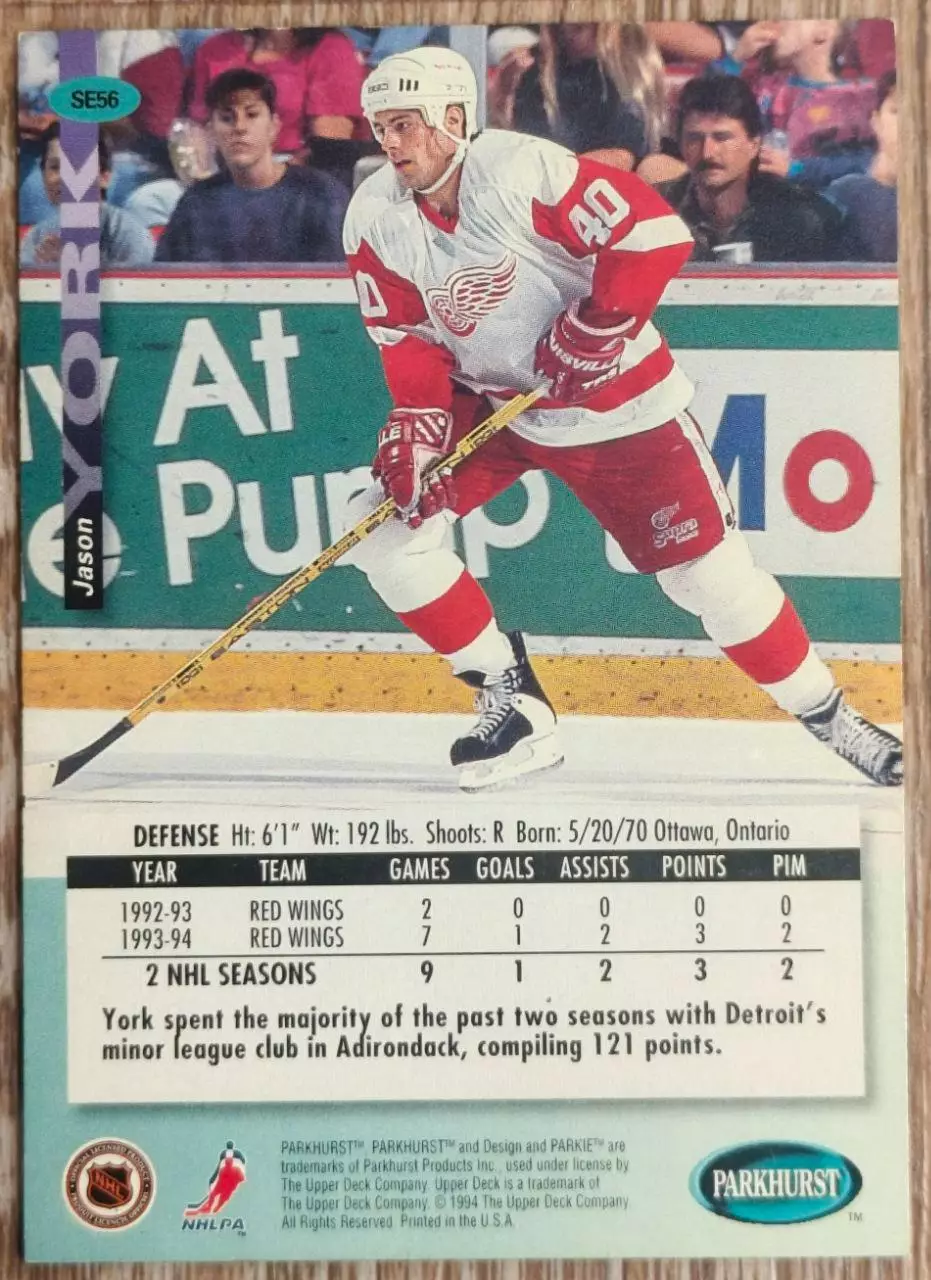 SE56
Jason YORK
40
At
Pump
MO
LOUISVILLE
TPS
Supra
DEFENSE Ht: 6'1" Wt: 192 lbs. Shoots: R Born: 5/20/70 Ottawa, Ontario
YEAR TEAM GAMES GOALS ASSISTS POINTS PIM
1992-93 RED WINGS 2 0 0 0 0
1993-94 RED WINGS 7 1 2 3 2
2 NHL SEASONS 9 1 2 3 2
York spent the majority of the past two seasons with Detroit's
minor league club in Adirondack, compiling 121 points.
NHL
NHLPA
PARKHURST™ PARKHURST™ and Design and PARKIE™ are
trademarks of Parkhurst Products Inc., used under license by
The Upper Deck Company. Upper Deck is a trademark of
The Upper Deck Company. © 1994 The Upper Deck Company
All Rights Reserved. Printed in the U.S.A.
PARKHURST
TM